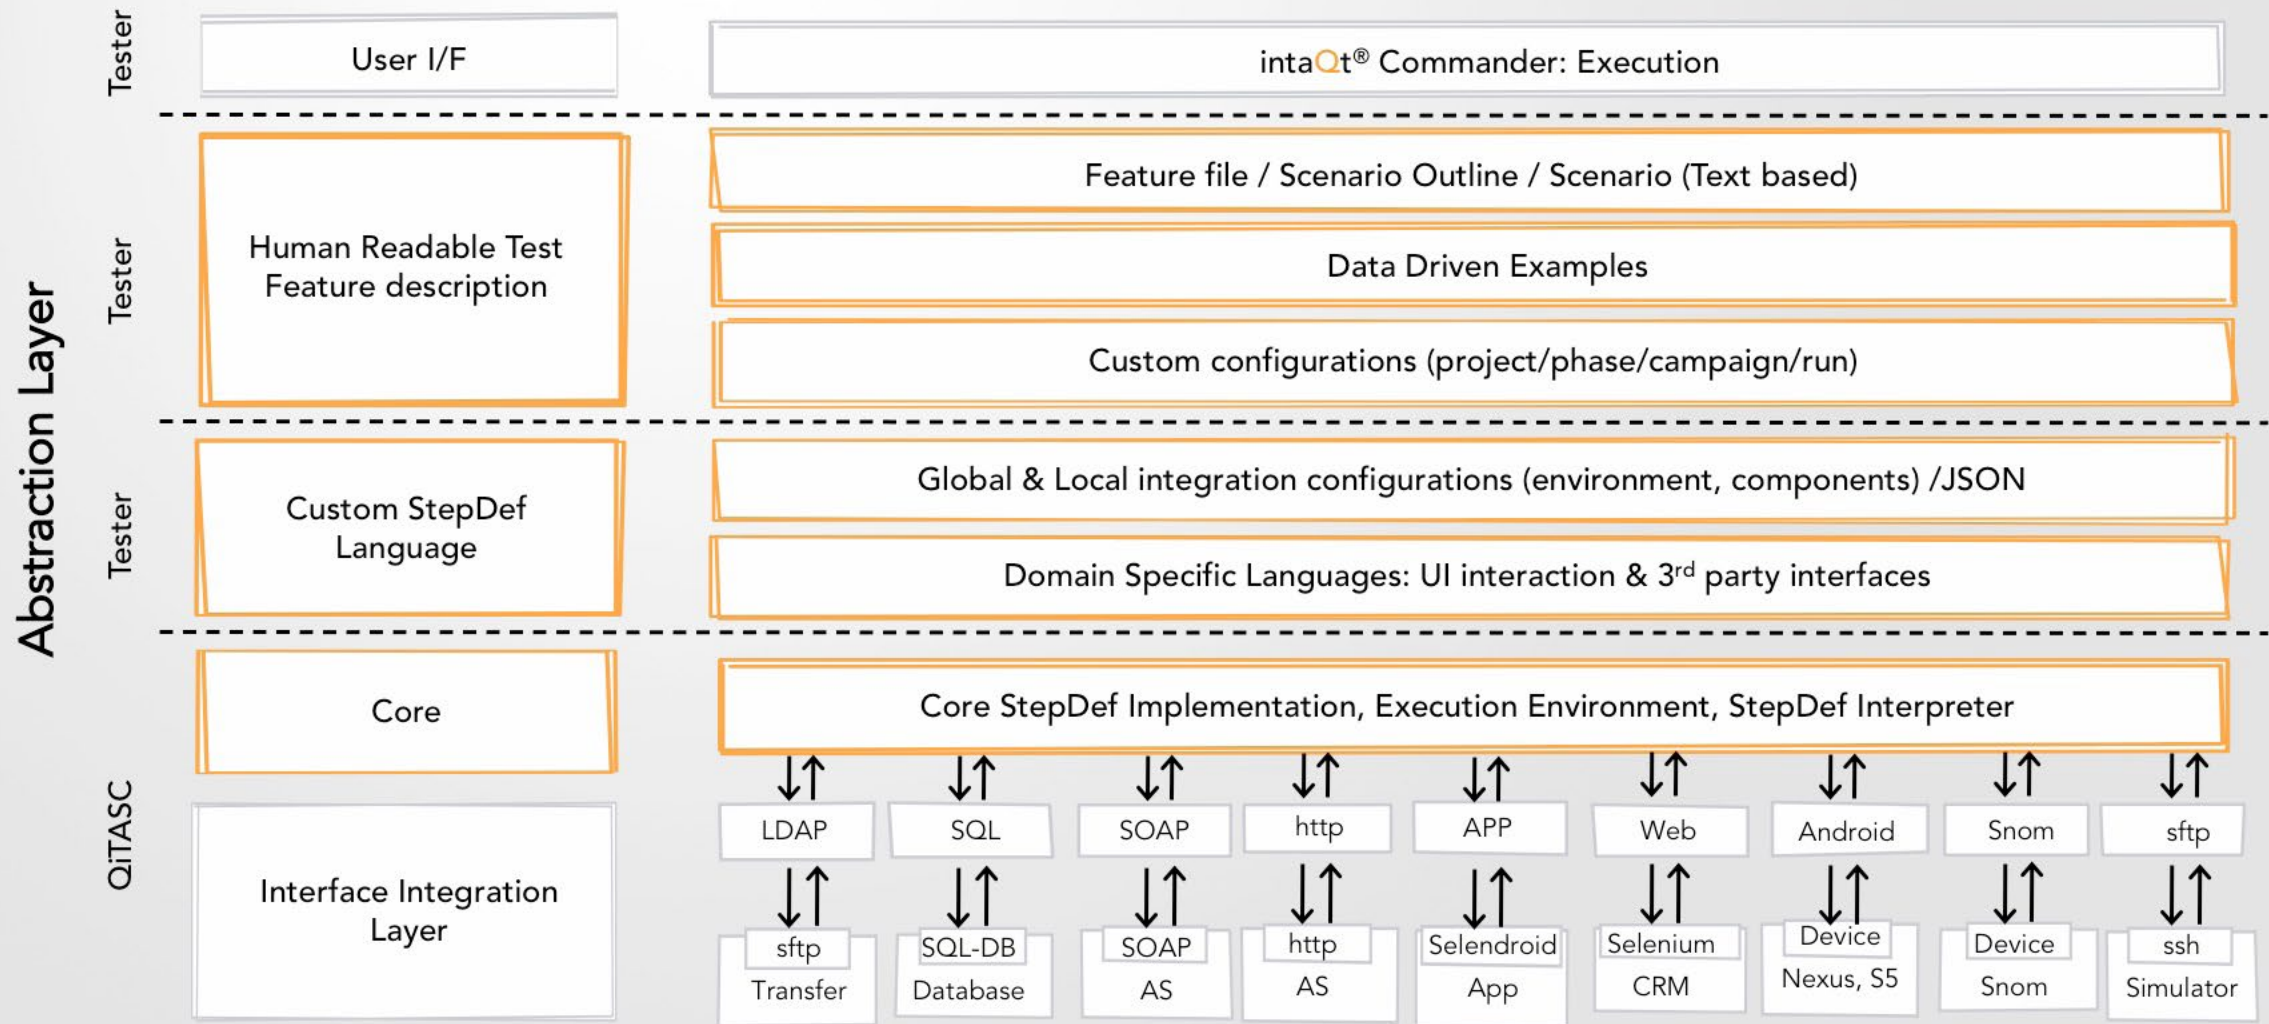 Abstraction Layer
Tester
User I/F
intaQt® Commander: Execution
Tester
Human Readable Test
Feature description
Feature file / Scenario Outline / Scenario (Text based)
Data Driven Examples
Custom configurations (project/phase/campaign/run)
Tester
Custom StepDef
Language
Global & Local integration configurations (environment, components) /JSON
Domain Specific Languages: UI interaction & 3rd party interfaces
QiTASC
Core
Core StepDef Implementation, Execution Environment, StepDef Interpreter
Interface Integration
Layer
LDAP
SQL
SOAP
http
APP
Web
Android
Snom
sftp
sftp
Transfer
SQL-DB
Database
SOAP
AS
http
AS
Selendroid
App
Selenium
CRM
Device
Nexus, S5
Device
Snom
ssh
Simulator